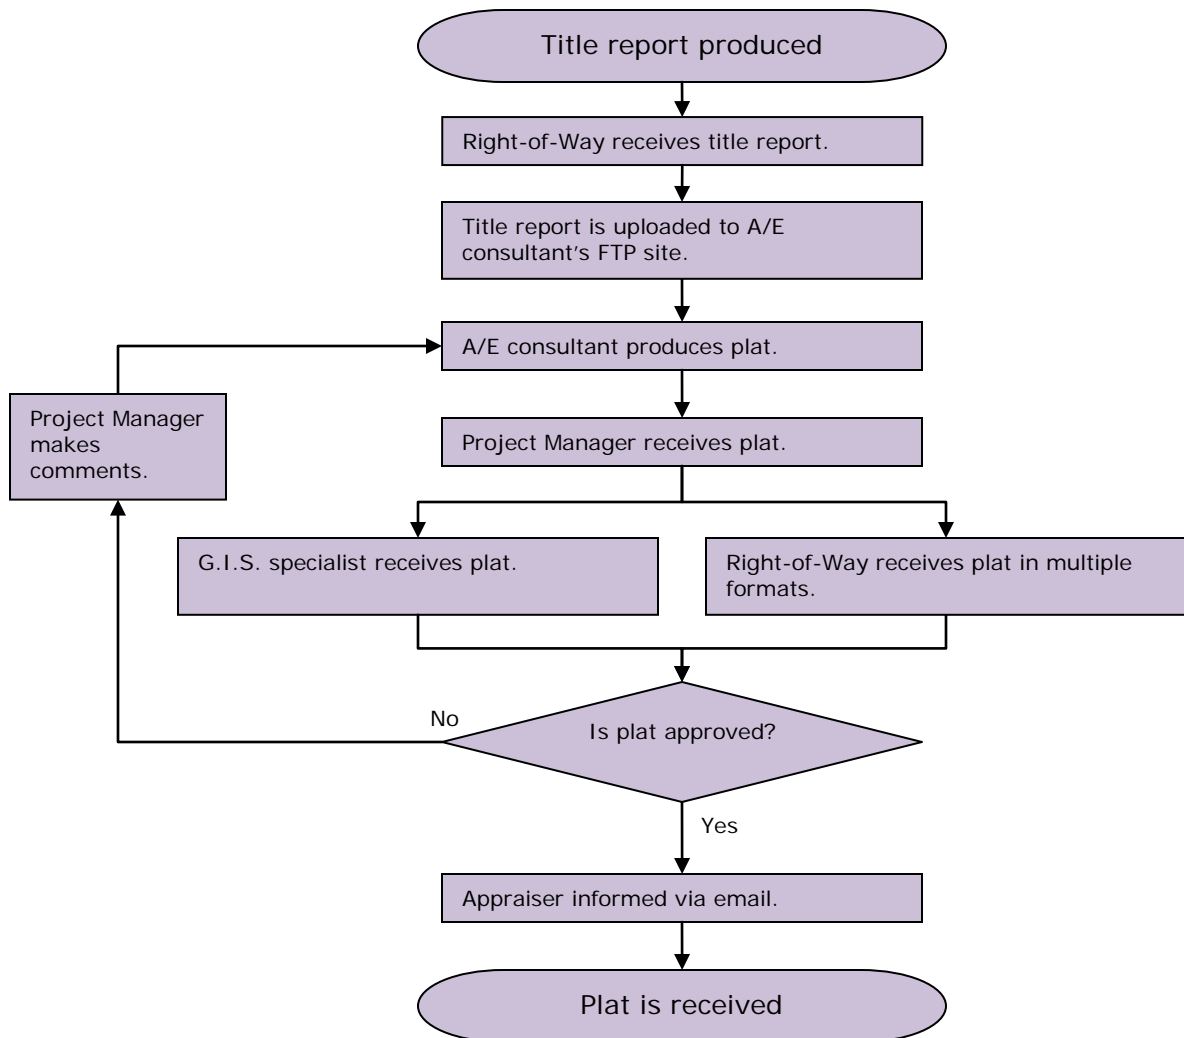 Title report produced
Right-of-Way receives title report.
Title report is uploaded to A/E
consultant’s FTP site.
A/E consultant produces plat.
Project Manager
makes
comments.
Project Manager receives plat.
G.I.S. specialist receives plat.
Right-of-Way receives plat in multiple
formats.
No
Is plat approved?
Yes
Appraiser informed via email.
Plat is received